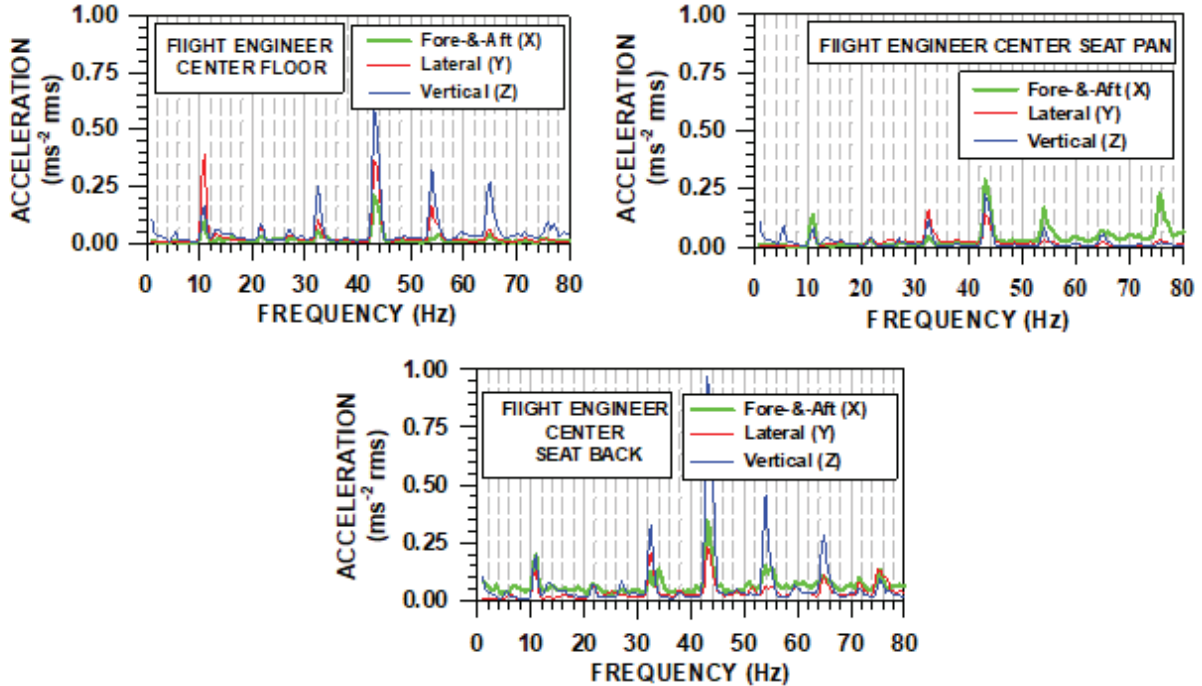 1.00
0.75
0.50
0.25
0.00
ACCELERATION
(ms⁻² rms)
FlIGHT ENGINEER
CENTER FLOOR
Fore-&-Aft (X)
Lateral (Y)
Vertical (Z)
0 10 20 30 40 50 60 70 80
FREQUENCY (Hz)
1.00
0.75
0.50
0.25
0.00
ACCELERATION
(ms⁻² rms)
FlIGHT ENGINEER CENTER SEAT PAN
Fore-&-Aft (X)
Lateral (Y)
Vertical (Z)
0 10 20 30 40 50 60 70 80
FREQUENCY (Hz)
1.00
0.75
0.50
0.25
0.00
ACCELERATION
(ms⁻² rms)
FlIGHT ENGINEER
CENTER
SEAT BACK
Fore-&-Aft (X)
Lateral (Y)
Vertical (Z)
0 10 20 30 40 50 60 70 80
FREQUENCY (Hz)